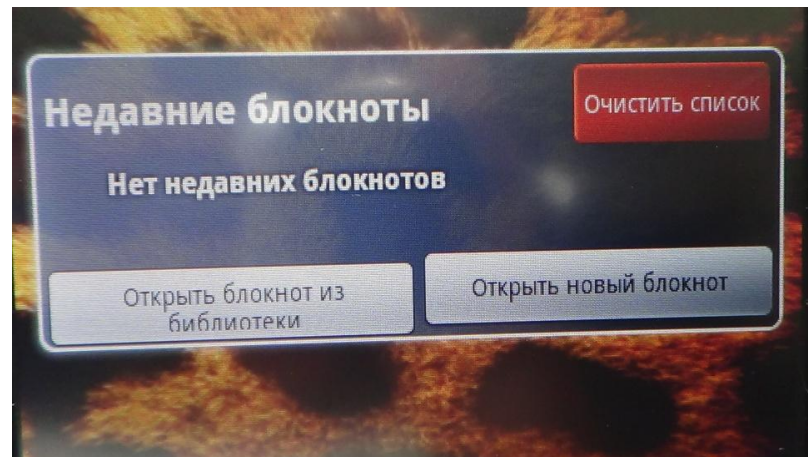 Недавние блокноты
Очистить список
Нет недавних блокнотов
Открыть блокнот из
библиотеки
Открыть новый блокнот